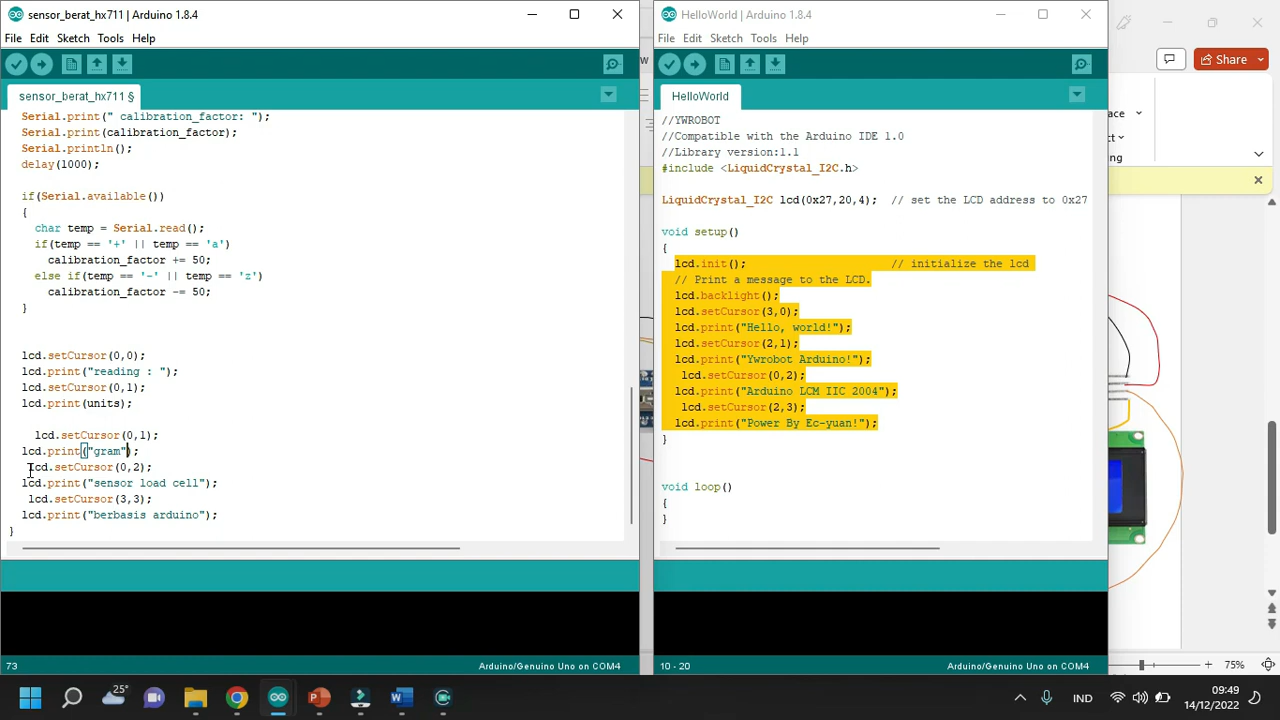 sensor_berat_hx711 | Arduino 1.8.4
File Edit Sketch Tools Help
sensor_berat_hx711 §
Serial.print(" calibration_factor: ");
Serial.print(calibration_factor);
Serial.println();
delay(1000);
if(Serial.available())
{
char temp = Serial.read();
if(temp == '+' || temp == 'a')
calibration_factor += 50;
else if(temp == '-' || temp == 'z')
calibration_factor -= 50;
}
lcd.setCursor(0,0);
lcd.print("reading : ");
lcd.setCursor(0,1);
lcd.print(units);
lcd.setCursor(0,1);
lcd.print("gram");
lcd.setCursor(0,2);
lcd.print("sensor load cell");
lcd.setCursor(3,3);
lcd.print("berbasis arduino");
}
73
Arduino/Genuino Uno on COM4
HelloWorld | Arduino 1.8.4
File Edit Sketch Tools Help
HelloWorld
//YWROBOT
//Compatible with the Arduino IDE 1.0
//Library version:1.1
#include <LiquidCrystal_I2C.h>
LiquidCrystal_I2C lcd(0x27,20,4); // set the LCD address to 0x27
void setup()
{
lcd.init(); // initialize the lcd
// Print a message to the LCD.
lcd.backlight();
lcd.setCursor(3,0);
lcd.print("Hello, world!");
lcd.setCursor(2,1);
lcd.print("Ywrobot Arduino!");
lcd.setCursor(0,2);
lcd.print("Arduino LCM IIC 2004");
lcd.setCursor(2,3);
lcd.print("Power By Ec-yuan!");
}
void loop()
{
}
10 - 20
Arduino/Genuino Uno on COM4
Share
75%
25°
IND
09:49
14/12/2022